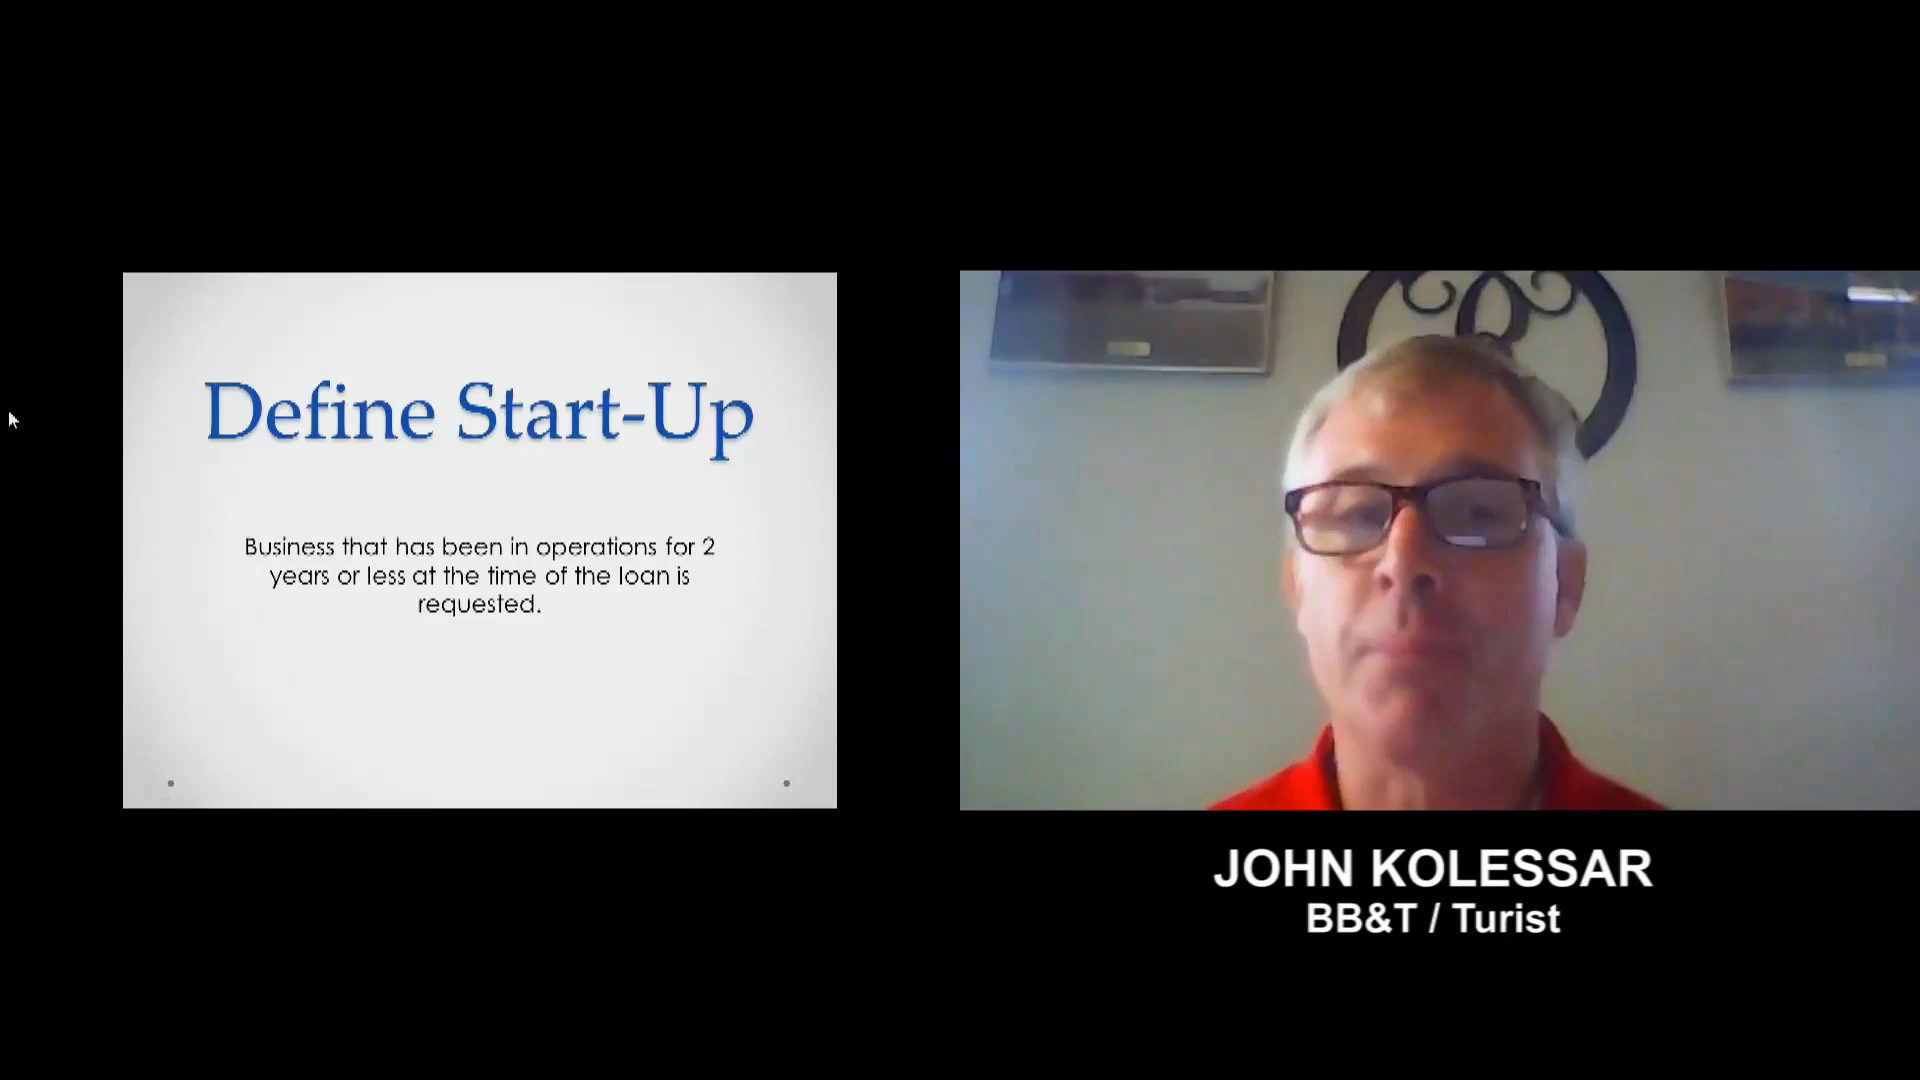 Define Start-Up
Business that has been in operations for 2
years or less at the time of the loan is
requested.
JOHN KOLESSAR
BB&T / Turist